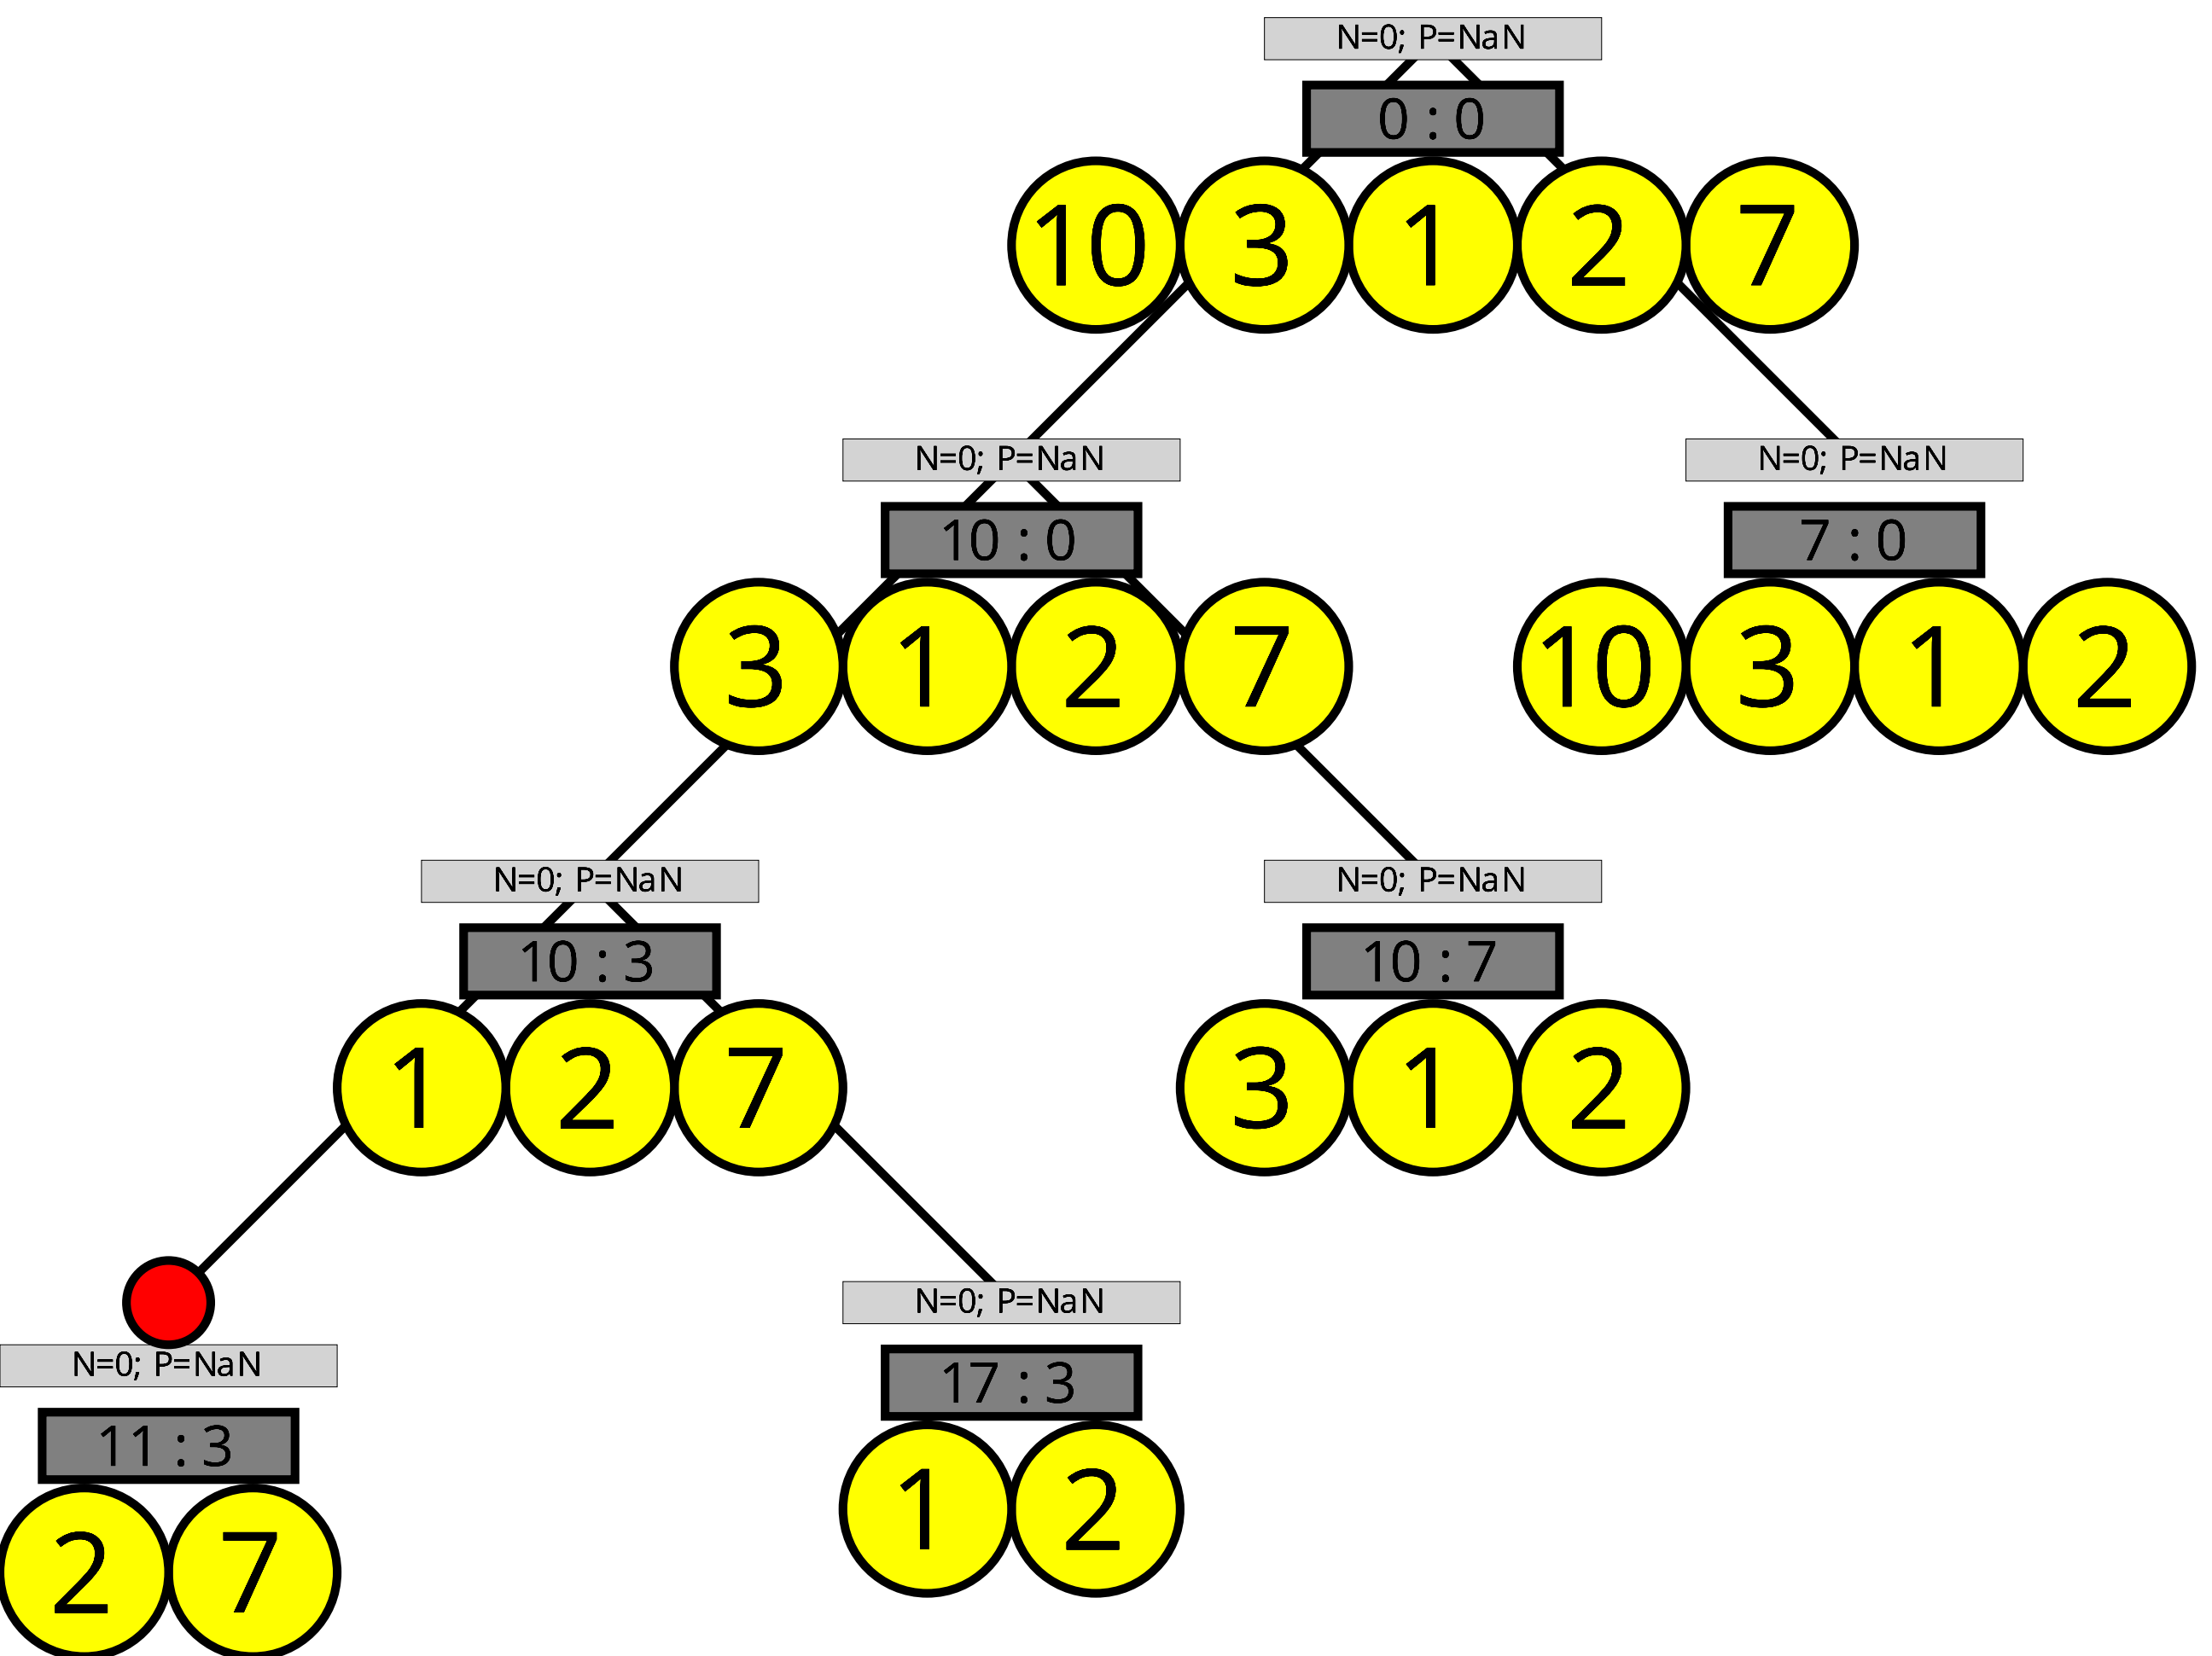 N=0; P=NaN
0 : 0
10 3 1 2 7
N=0; P=NaN N=0; P=NaN
10 : 0 7 : 0
3 1 2 7 10 3 1 2
N=0; P=NaN N=0; P=NaN
10 : 3 10 : 7
1 2 7 3 1 2
N=0; P=NaN
N=0; P=NaN
17 : 3
11 : 3
1 2
2 7